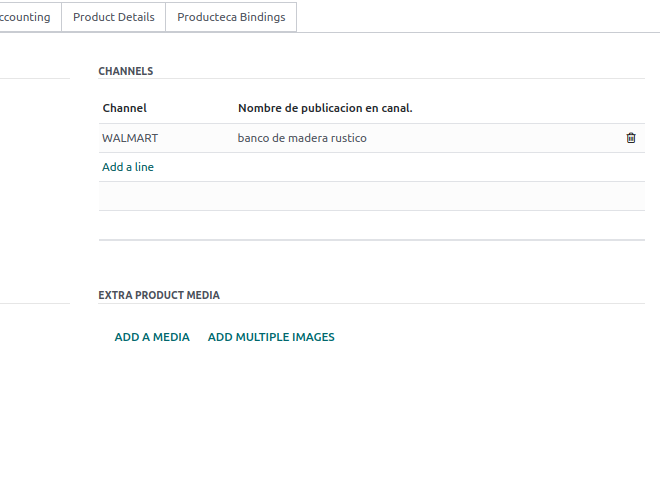 ccounting Product Details Producteca Bindings
CHANNELS
Channel Nombre de publicacion en canal.
WALMART banco de madera rustico
Add a line
EXTRA PRODUCT MEDIA
ADD A MEDIA ADD MULTIPLE IMAGES